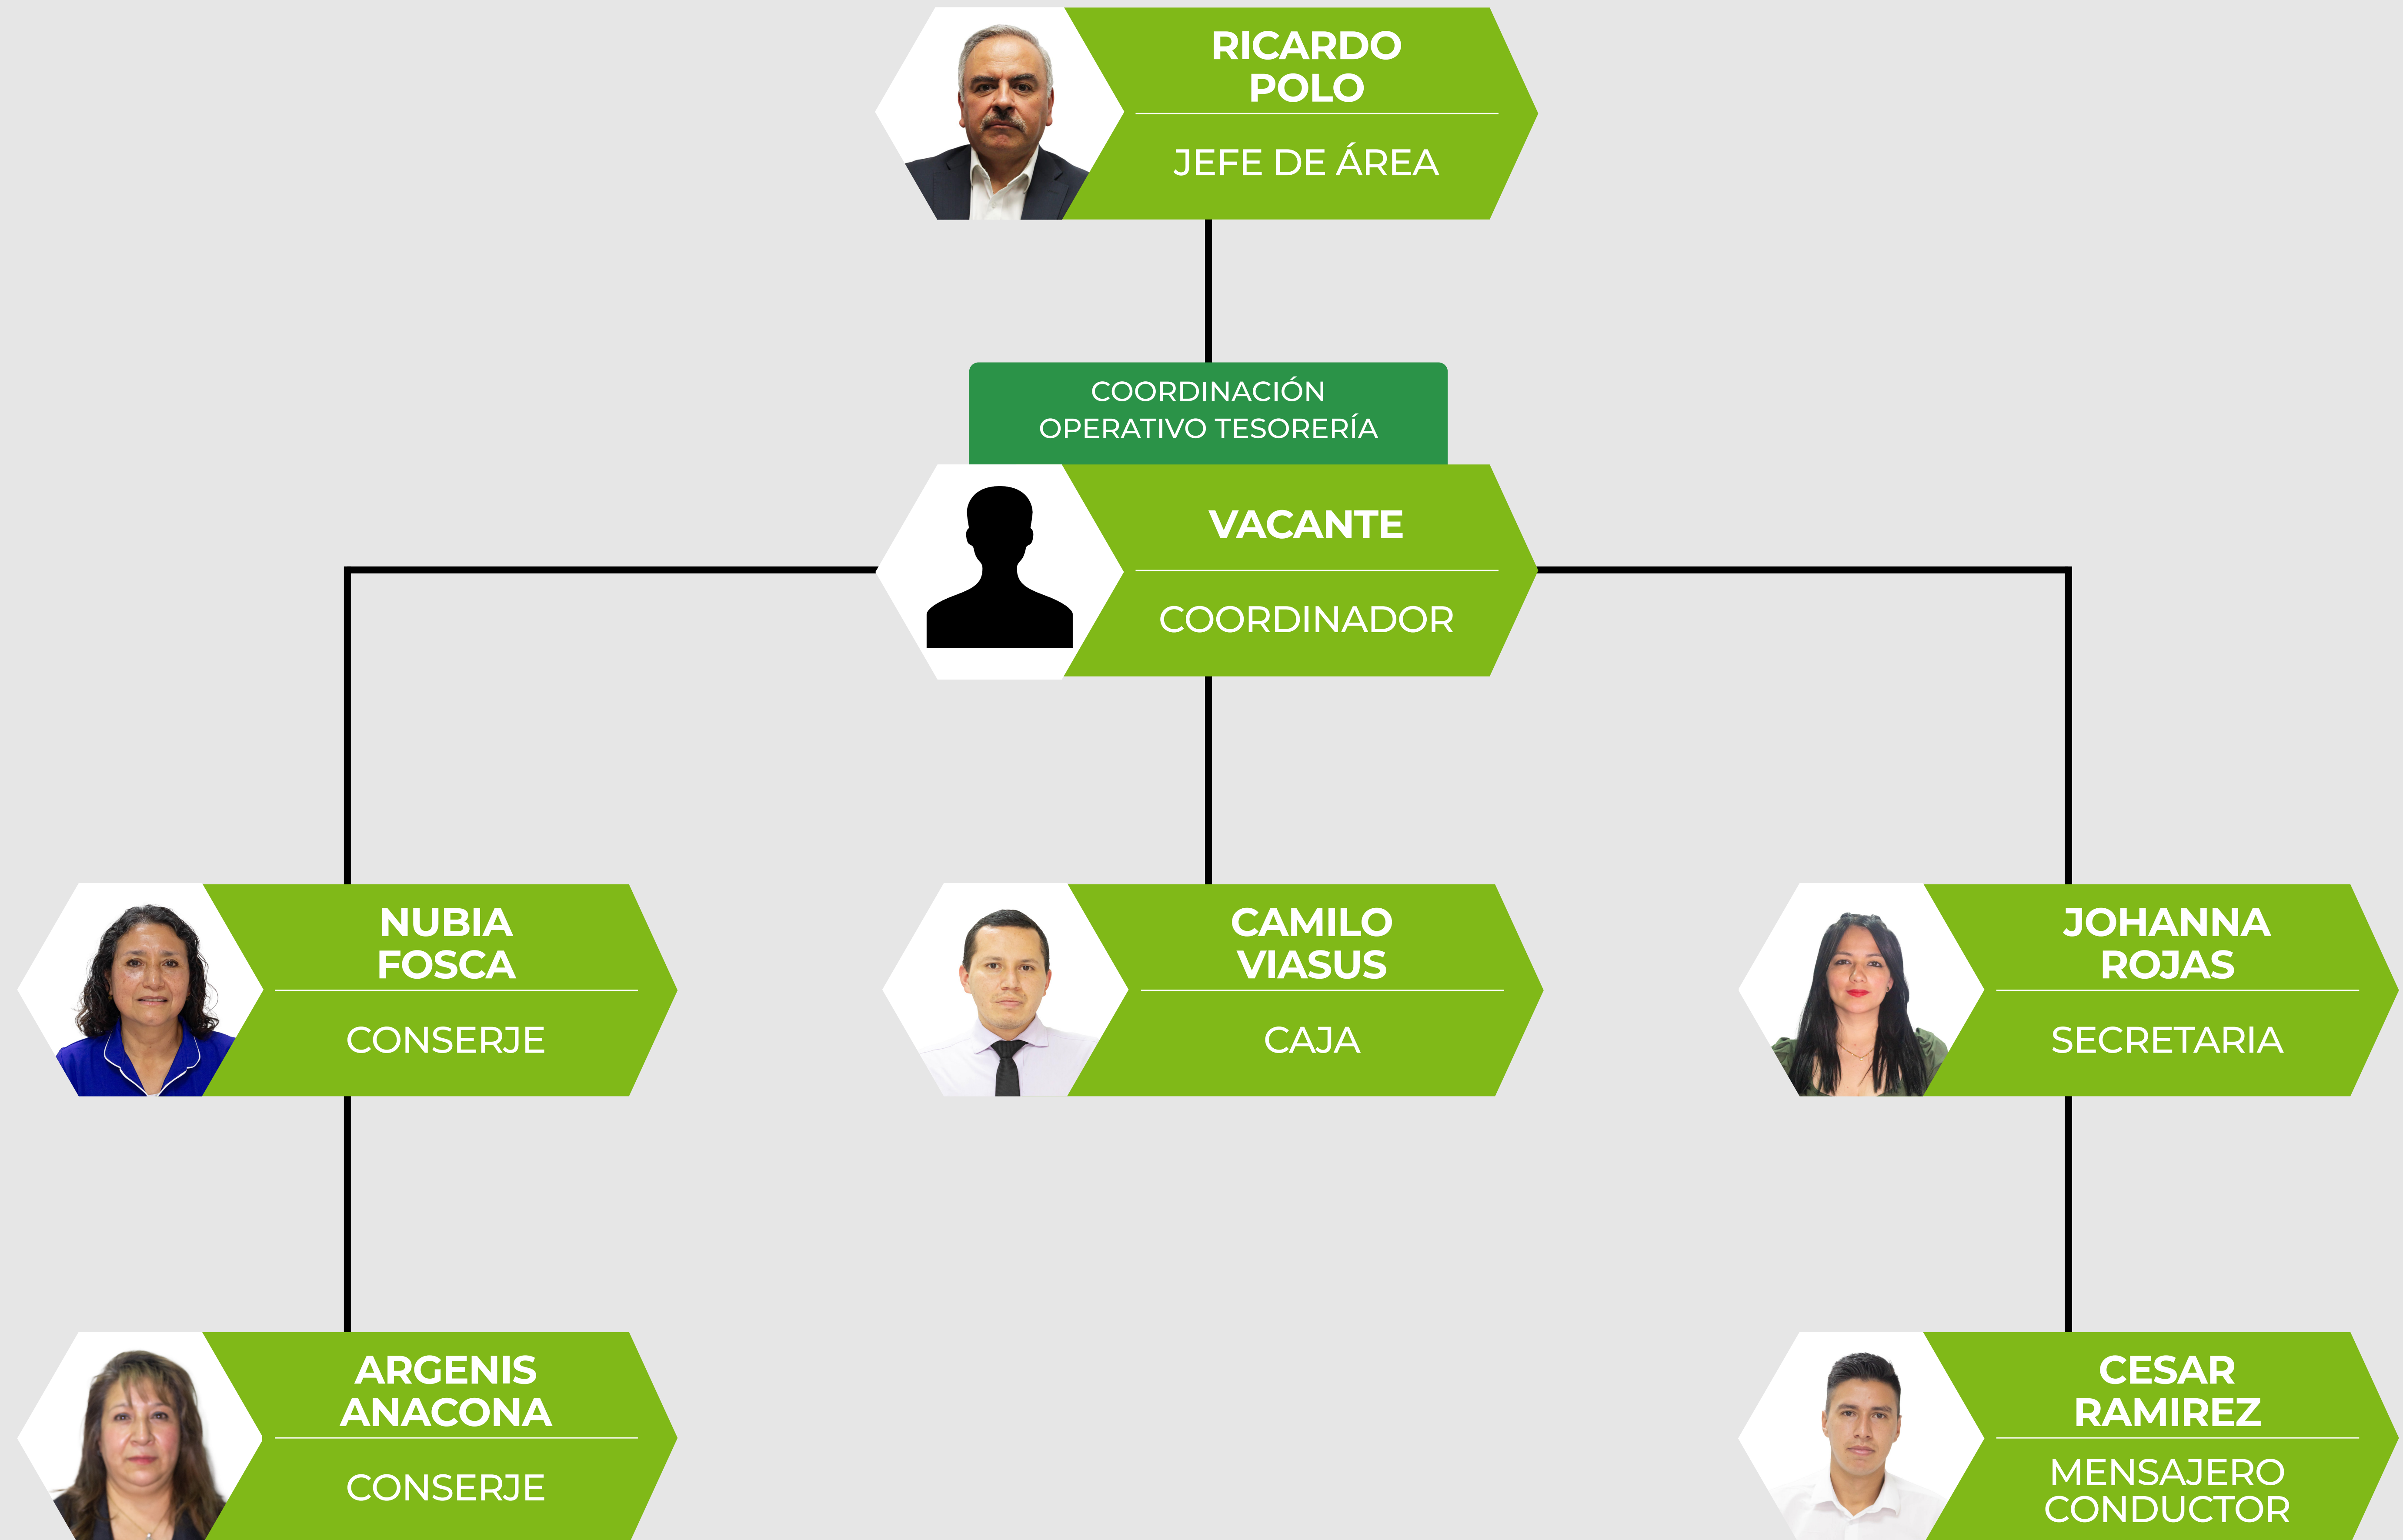 RICARDO
POLO
JEFE DE ÁREA
COORDINACIÓN
OPERATIVO TESORERÍA
VACANTE
COORDINADOR
NUBIA
FOSCA
CONSERJE
CAMILO
VIASUS
CAJA
JOHANNA
ROJAS
SECRETARIA
ARGENIS
ANACONA
CONSERJE
CESAR
RAMIREZ
MENSAJERO
CONDUCTOR